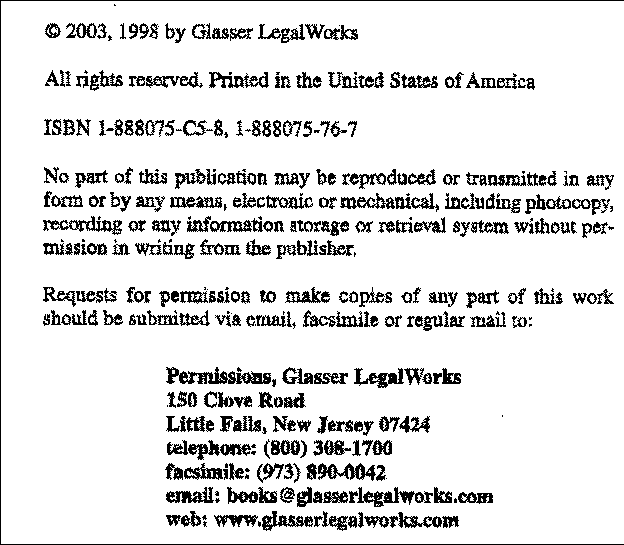 © 2003, 1998 by Glasser LegalWorks
All rights reserved. Printed in the United States of America
ISBN 1-888075-C5-8, 1-888075-76-7
No part of this publication may be reproduced or transmitted in any
form or by any means, electronic or mechanical, including photocopy,
recording or any information storage or retrieval system without per-
mission in writing from the publisher.
Requests for permission to make copies of any part of this work
should be submitted via email, facsimile or regular mail to:
Permissions, Glasser LegalWorks
150 Clove Road
Little Falls, New Jersey 07424
telephone: (800) 308-1700
facsimile: (973) 890-0042
email: books@glasserlegalworks.com
web: www.glasserlegalworks.com